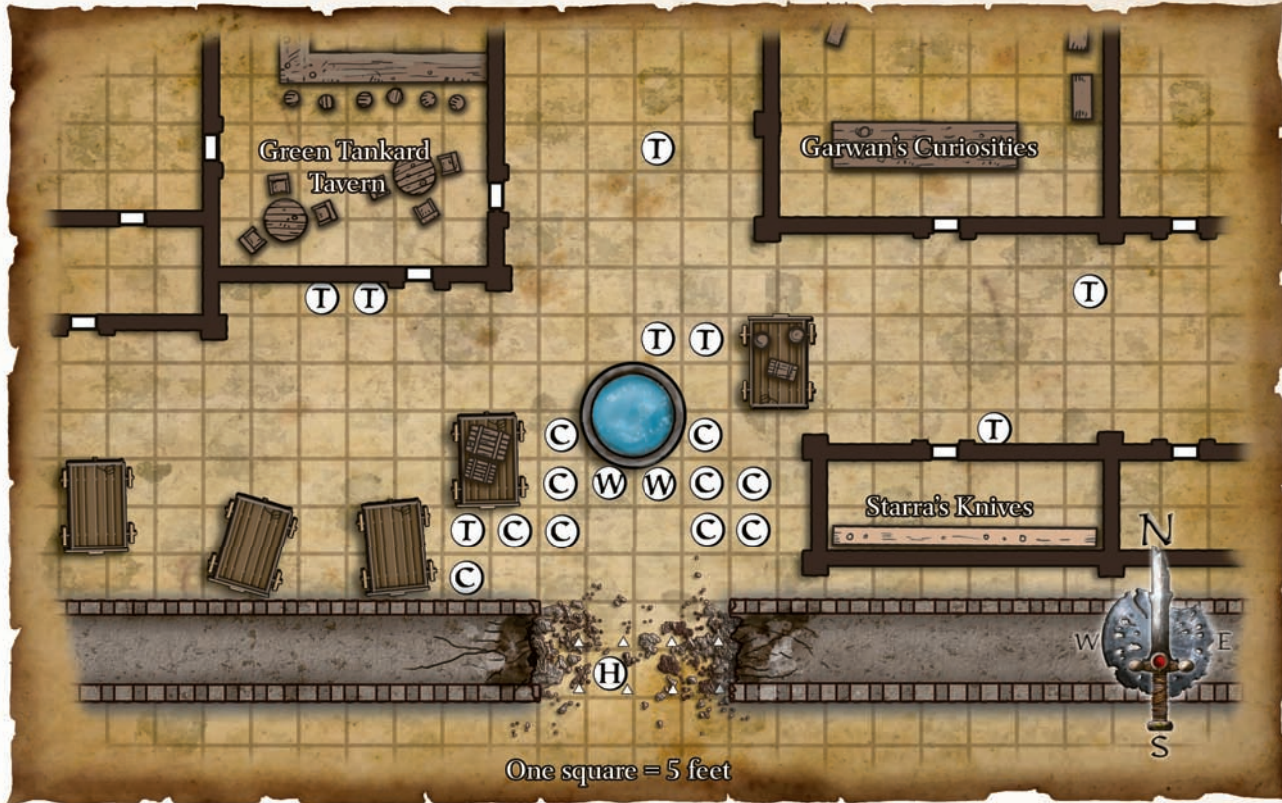 T
Green Tankard
Tavern
Garwan's Curiosities
T
T T
T T
C C
T
C W W C C
Starra's Knives
T C C C C
N
C
W E
H
S
One square = 5 feet